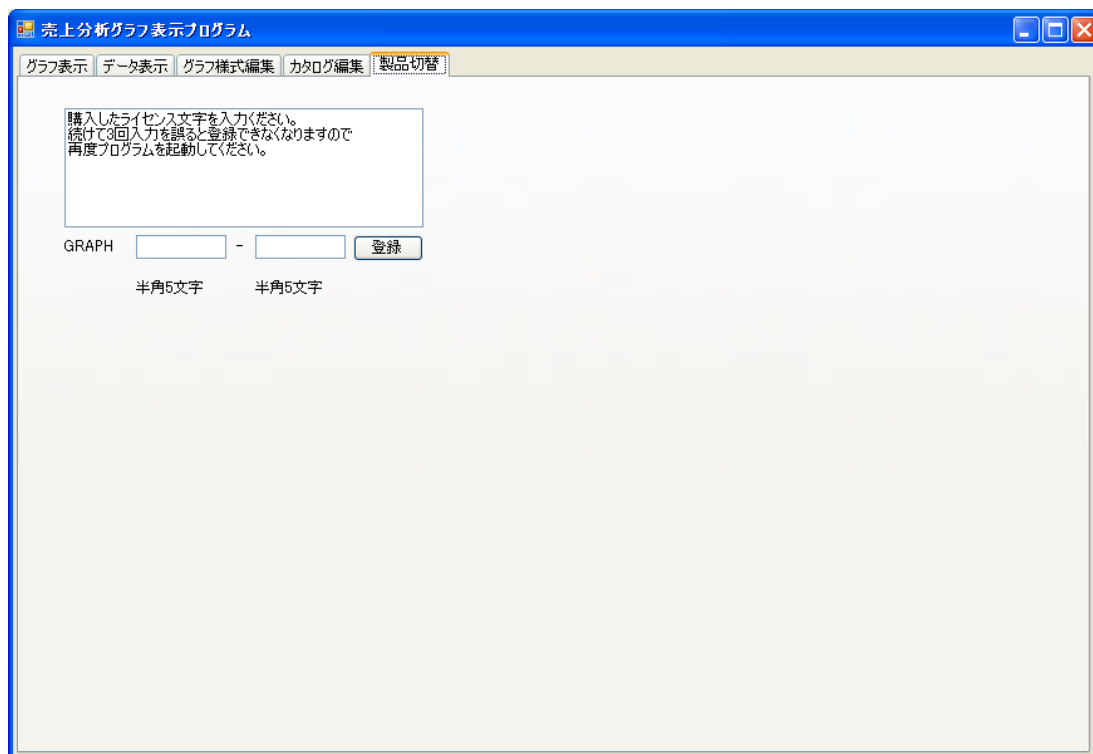 売上分析グラフ表示プログラム
グラフ表示 データ表示 グラフ様式編集 カタログ編集 製品切替
購入したライセンス文字を入力ください。
続けて3回入力を誤ると登録できなくなりますので
再度プログラムを起動してください。
GRAPH - 登録
半角5文字 半角5文字